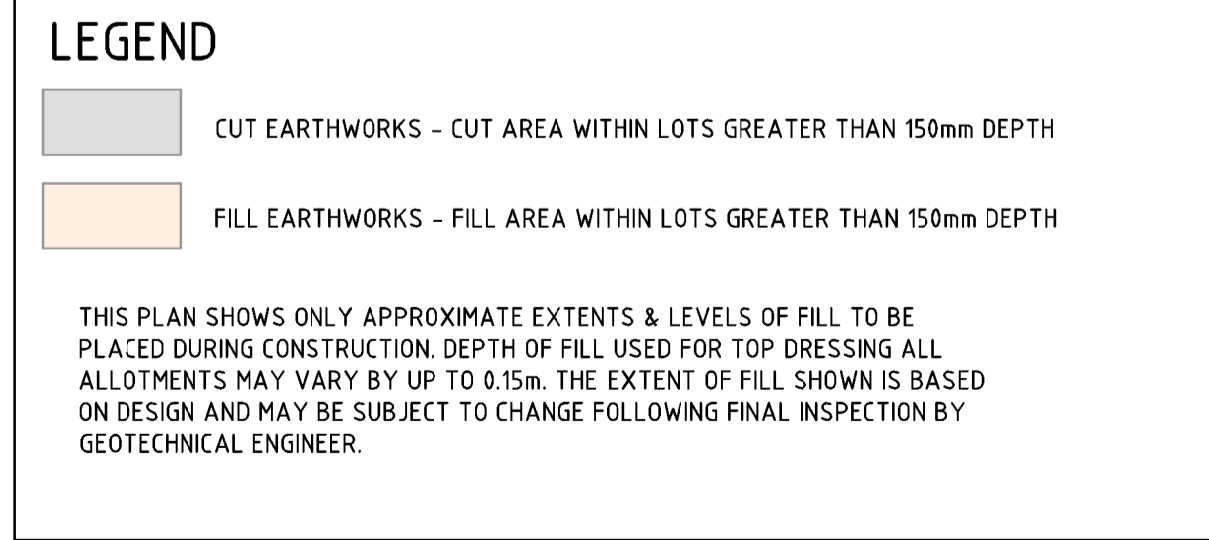 LEGEND
CUT EARTHWORKS - CUT AREA WITHIN LOTS GREATER THAN 150mm DEPTH
FILL EARTHWORKS - FILL AREA WITHIN LOTS GREATER THAN 150mm DEPTH
THIS PLAN SHOWS ONLY APPROXIMATE EXTENTS & LEVELS OF FILL TO BE
PLACED DURING CONSTRUCTION. DEPTH OF FILL USED FOR TOP DRESSING ALL
ALLOTMENTS MAY VARY BY UP TO 0.15m. THE EXTENT OF FILL SHOWN IS BASED
ON DESIGN AND MAY BE SUBJECT TO CHANGE FOLLOWING FINAL INSPECTION BY
GEOTECHNICAL ENGINEER.